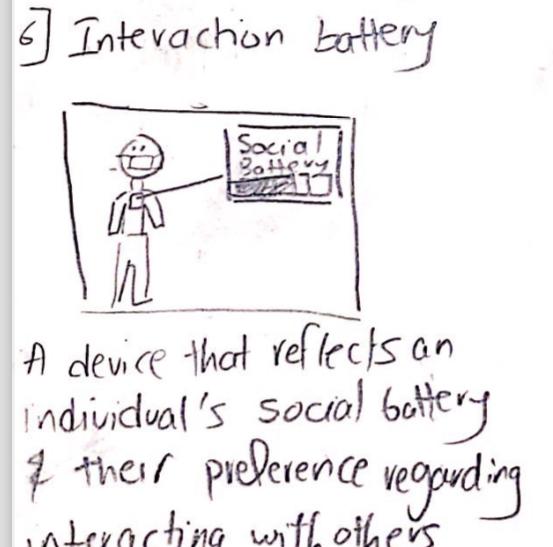 6] Interaction battery
Social
Battery
A device that reflects an
individual's social battery
& their preference regarding
interacting with others